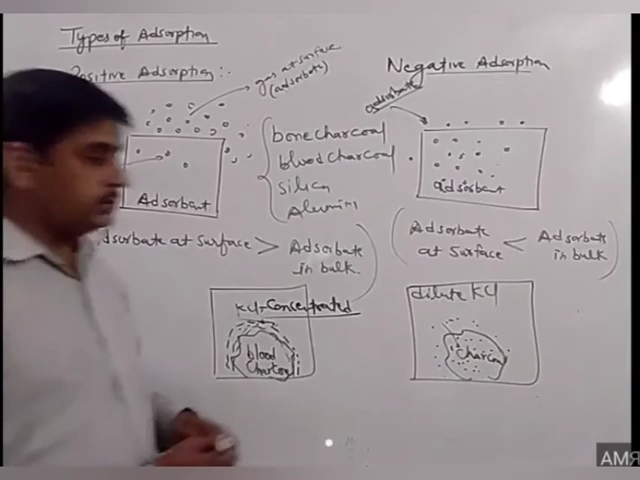 Types of Adsorption
Positive Adsorption :-
gas at surface
(adsorbate)
Adsorbent
bone charcoal
blood charcoal
silica
Alumina
Adsorbate at surface > Adsorbate in bulk.
KCl-Concentrated
blood
charcoal
Negative Adsorption
adsorbate
adsorbent
Adsorbate at surface < Adsorbate in bulk
dilute KCl
charcoal
AMЯ